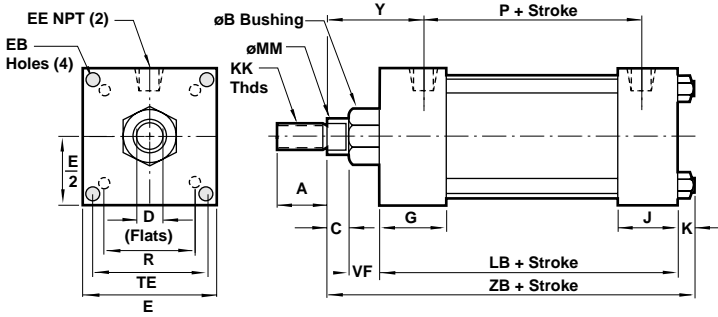 EE NPT (2)
EB
Holes (4)
øB Bushing
øMM
KK
Thds
Y
P + Stroke
E
2
D
(Flats)
R
TE
E
A
C
VF
G
J
K
LB + Stroke
ZB + Stroke